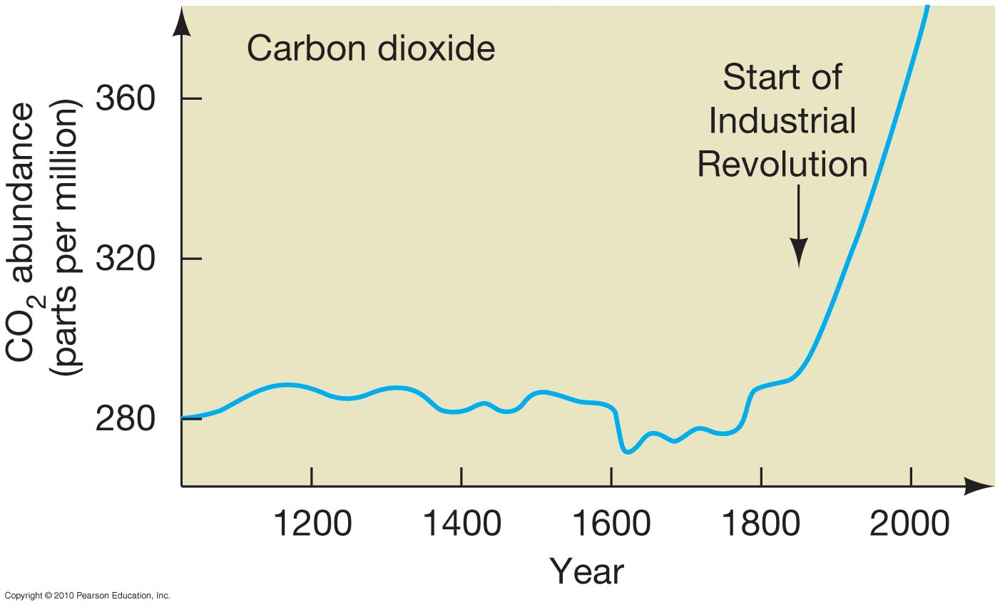 Carbon dioxide
Start of
Industrial
Revolution
CO₂ abundance
(parts per million)
360
320
280
1200 1400 1600 1800 2000
Year
Copyright © 2010 Pearson Education, Inc.